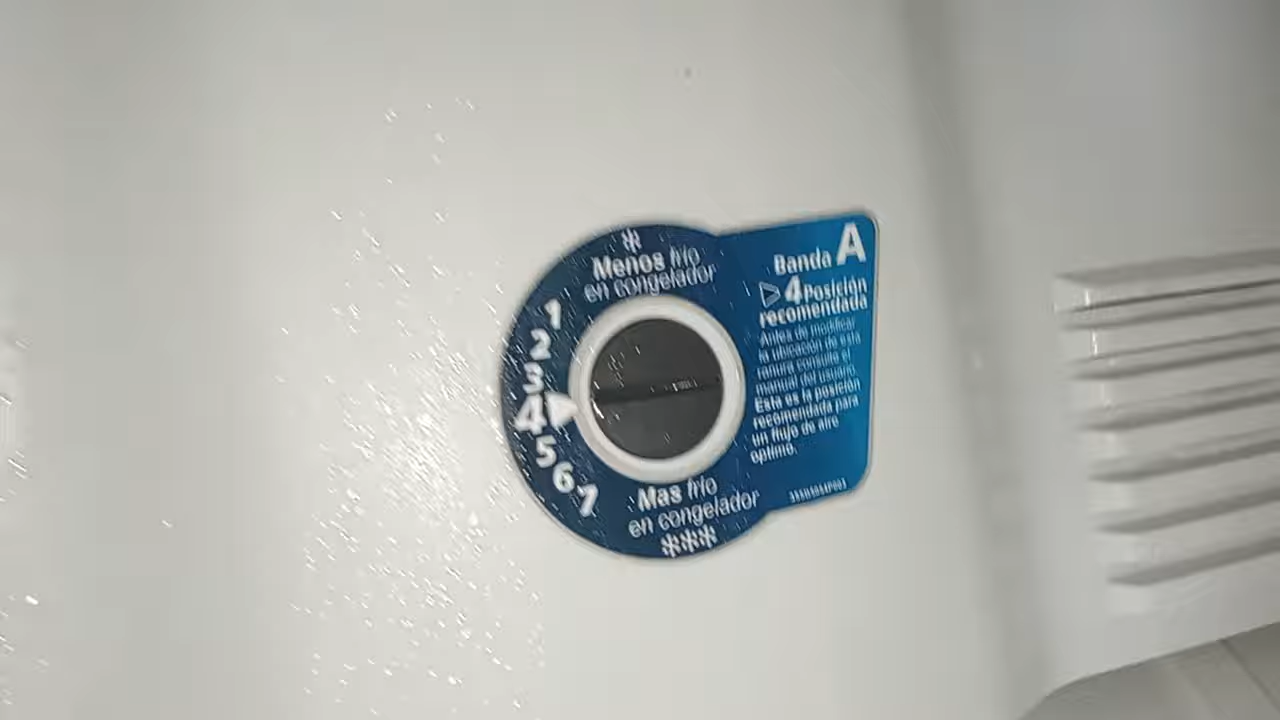 Menos frío
en congelador
1
2
3
4
5
6
7
Mas frío
en congelador
Banda A
4 Posición
recomendada
Antes de modificar
la ubicación de esta
ranura consulte el
manual del usuario.
Esta es la posición
recomendada para
un flujo de aire
optimo.